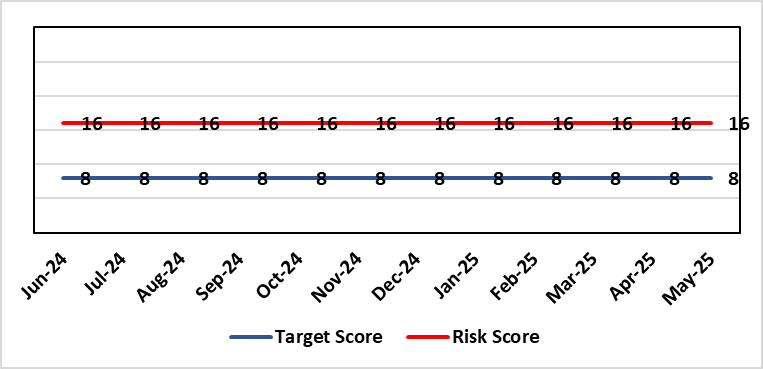 16 16 16 16 16 16 16 16 16 16 16 16
8 8 8 8 8 8 8 8 8 8 8 8
Jun-24 Jul-24 Aug-24 Sep-24 Oct-24 Nov-24 Dec-24 Jan-25 Feb-25 Mar-25 Apr-25 May-25
Target Score Risk Score